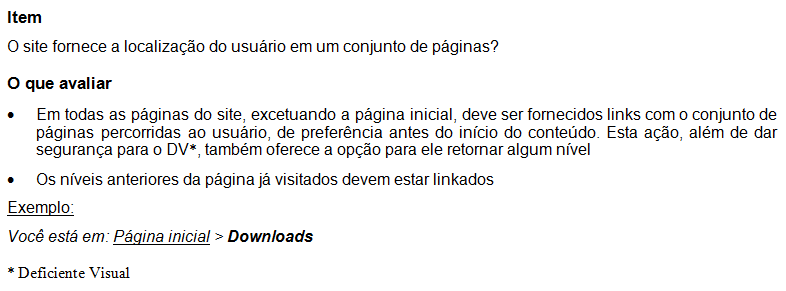 Item
O site fornece a localização do usuário em um conjunto de páginas?
O que avaliar
• Em todas as páginas do site, excetuando a página inicial, deve ser fornecidos links com o conjunto de
páginas percorridas ao usuário, de preferência antes do início do conteúdo. Esta ação, além de dar
segurança para o DV*, também oferece a opção para ele retornar algum nível
• Os níveis anteriores da página já visitados devem estar linkados
Exemplo:
Você está em: Página inicial > Downloads
* Deficiente Visual